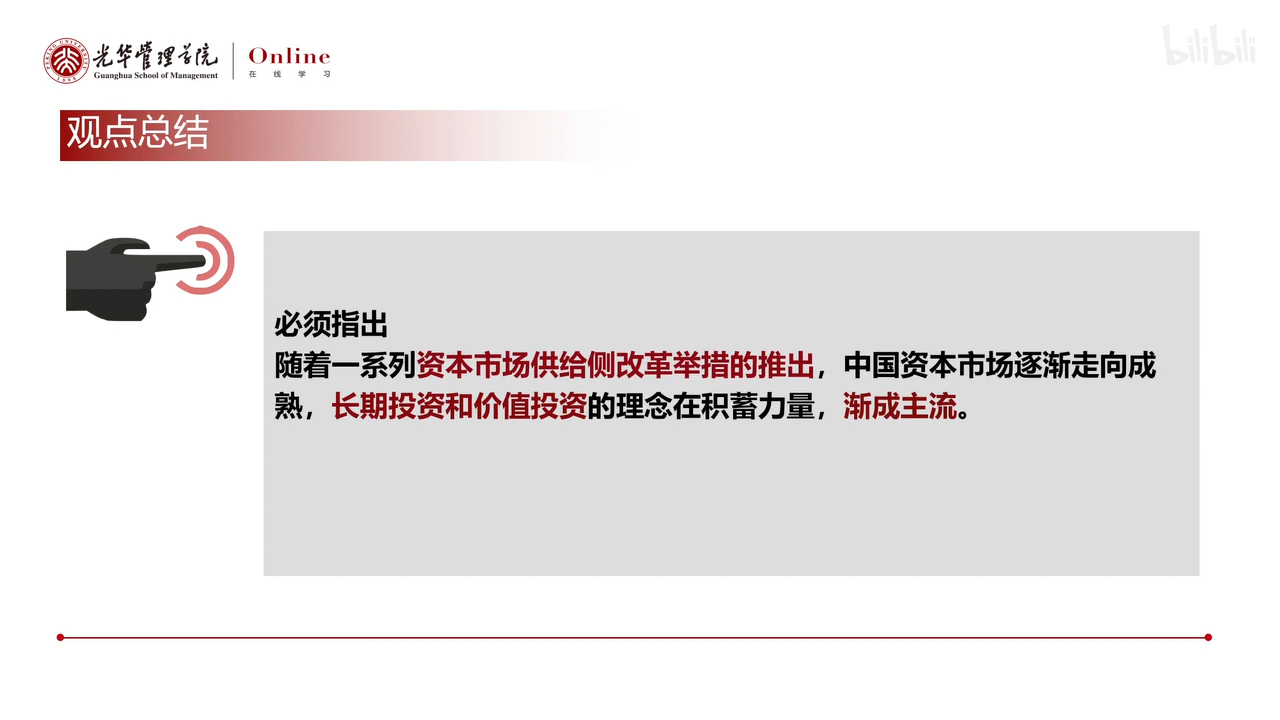 光华管理学院
Guanghua School of Management
Online
在线学习
bilibili
PEKING UNIVERSITY
1898
观点总结
必须指出
随着一系列资本市场供给侧改革举措的推出，中国资本市场逐渐走向成
熟，长期投资和价值投资的理念在积蓄力量，渐成主流。